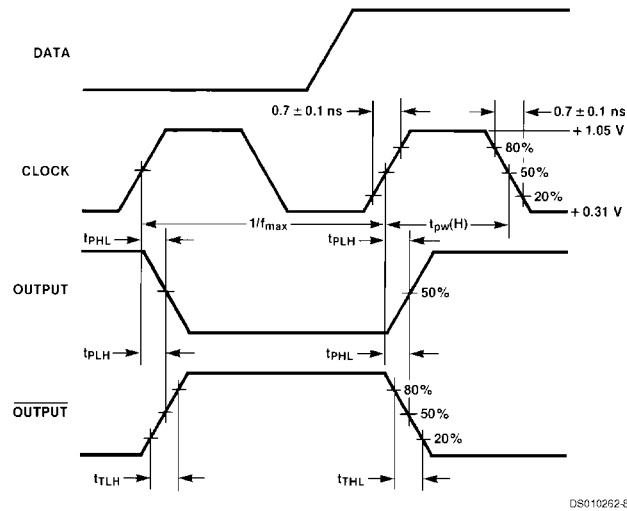 DATA
0.7 ± 0.1 ns
0.7 ± 0.1 ns
+ 1.05 V
80%
CLOCK
50%
20%
+ 0.31 V
1/fmax
tpw(H)
tPHL
tPLH
OUTPUT
50%
tPLH
tPHL
80%
OUTPUT
50%
20%
tTLH
tTHL
DS010262-8